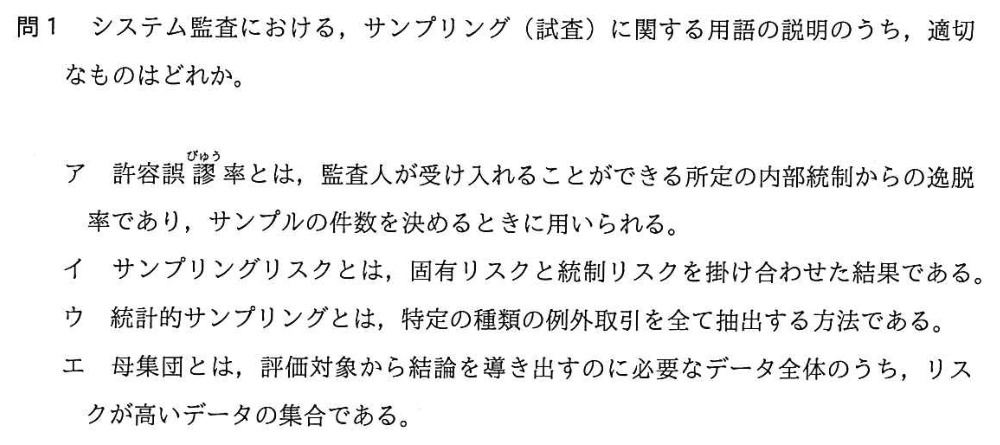 問1 システム監査における，サンプリング（試査）に関する用語の説明のうち，適切
なものはどれか。
びゅう
ア 許容誤謬率とは，監査人が受け入れることができる所定の内部統制からの逸脱
率であり，サンプルの件数を決めるときに用いられる。
イ サンプリングリスクとは，固有リスクと統制リスクを掛け合わせた結果である。
ウ 統計的サンプリングとは，特定の種類の例外取引を全て抽出する方法である。
エ 母集団とは，評価対象から結論を導き出すのに必要なデータ全体のうち，リス
クが高いデータの集合である。